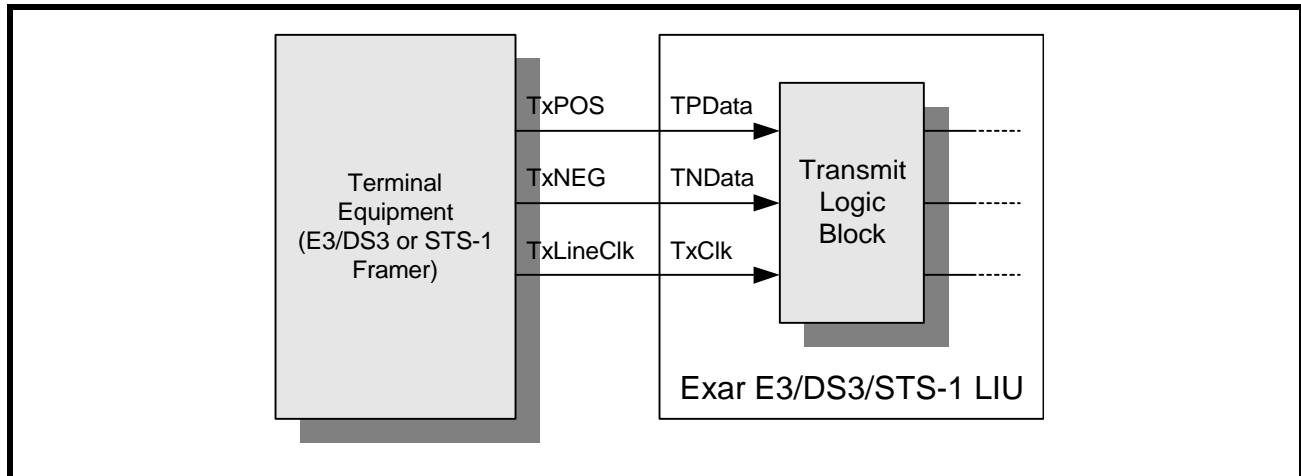 TxPOS TPData
TxNEG TNData
TxLineClk TxClk
Terminal
Equipment
(E3/DS3 or STS-1
Framer)
Transmit
Logic
Block
Exar E3/DS3/STS-1 LIU